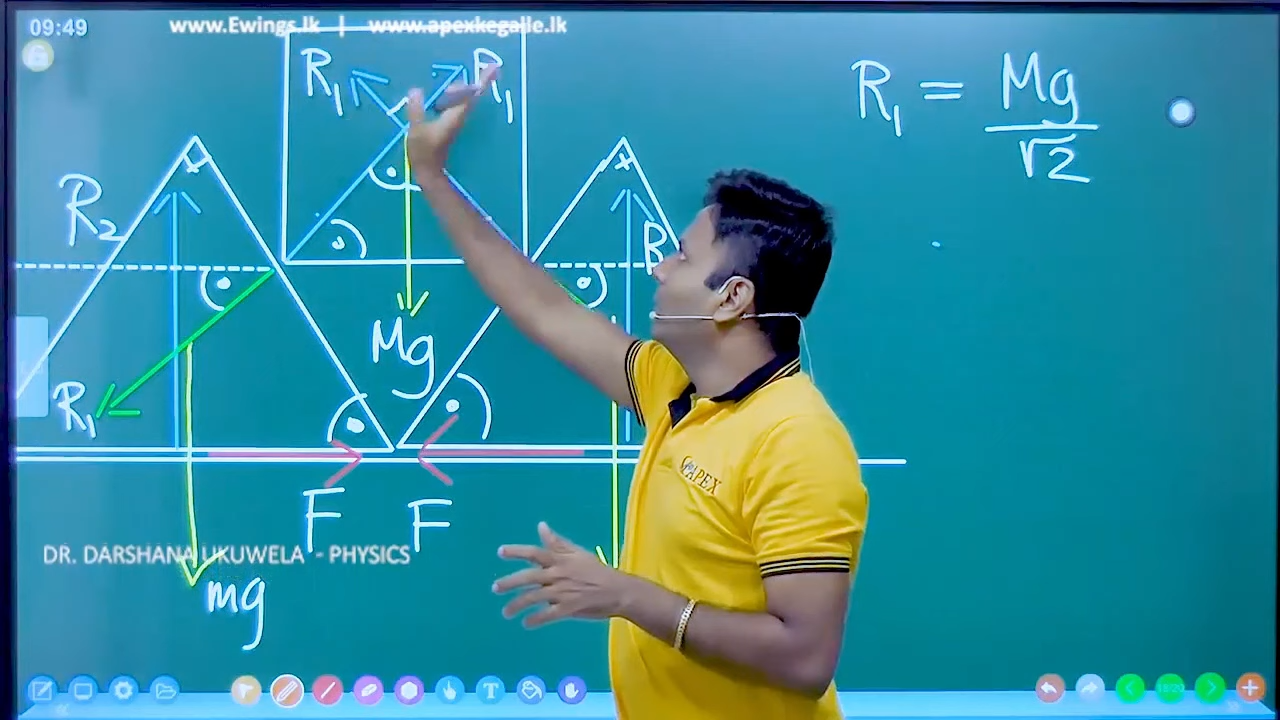 09:49
www.Ewings.lk | www.apexkegalle.lk
R₁ R₁
R₁ = Mg/√2
R₂
Mg
R₁
F F
APEX
DR. DARSHANA UKUWELA - PHYSICS
mg
T